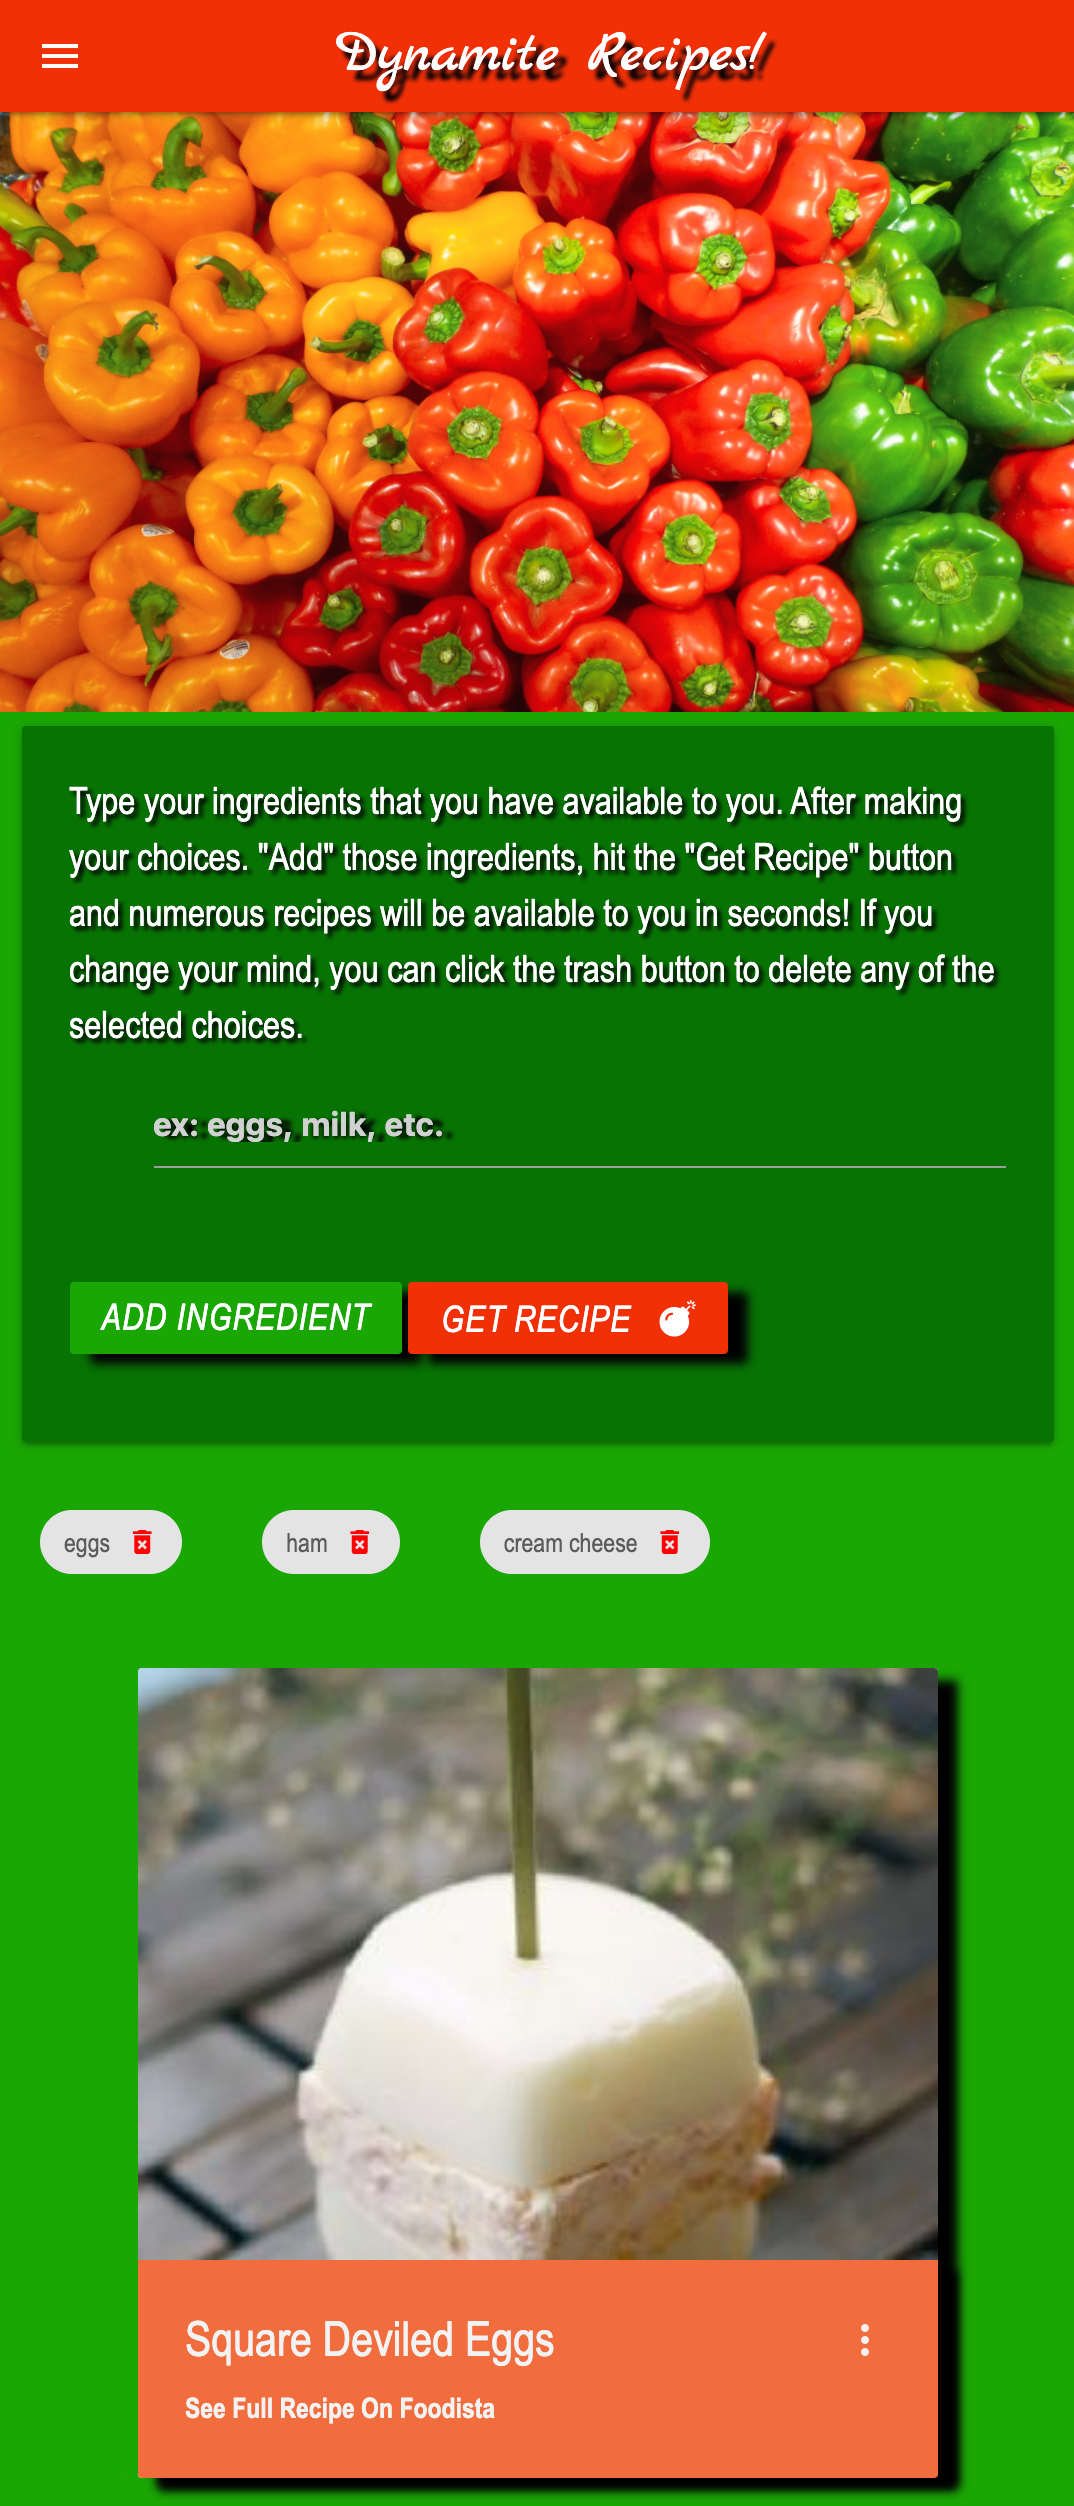 Dynamite Recipes!
Type your ingredients that you have available to you. After making
your choices. "Add" those ingredients, hit the "Get Recipe" button
and numerous recipes will be available to you in seconds! If you
change your mind, you can click the trash button to delete any of the
selected choices.
ex: eggs, milk, etc.
ADD INGREDIENT GET RECIPE
eggs ham cream cheese
Square Deviled Eggs
See Full Recipe On Foodista